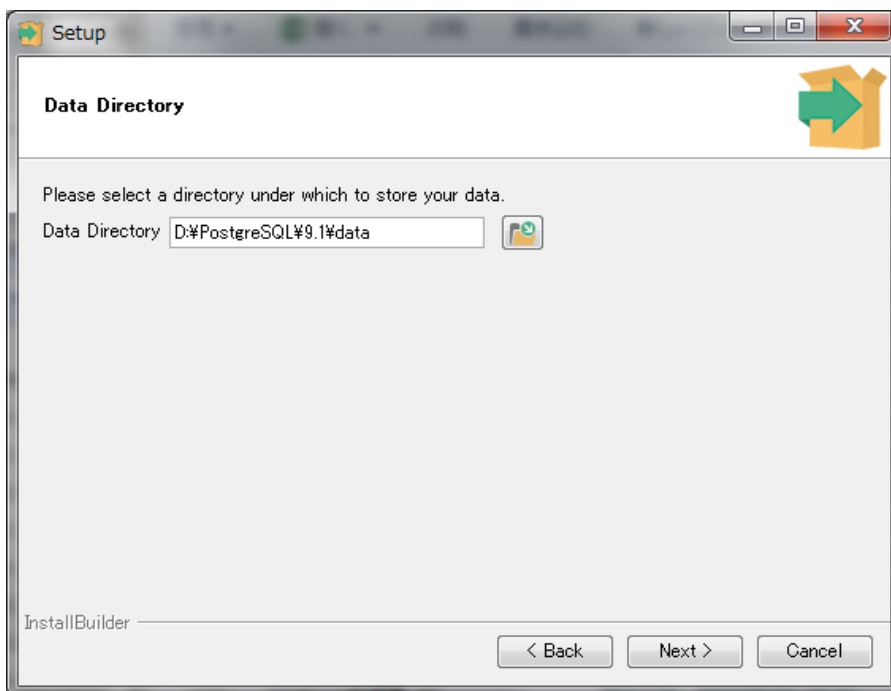 Setup
Data Directory
Please select a directory under which to store your data.
Data Directory D:¥PostgreSQL¥9.1¥data
InstallBuilder
< Back Next > Cancel